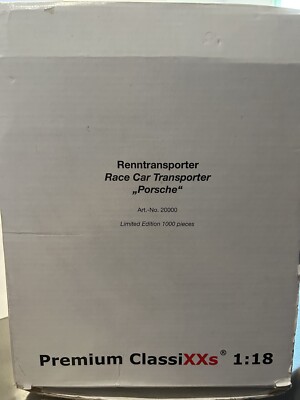 Renntransporter
Race Car Transporter
„Porsche“
Art.-No. 20000
Limited Edition 1000 pieces
Premium ClassiXXs® 1:18